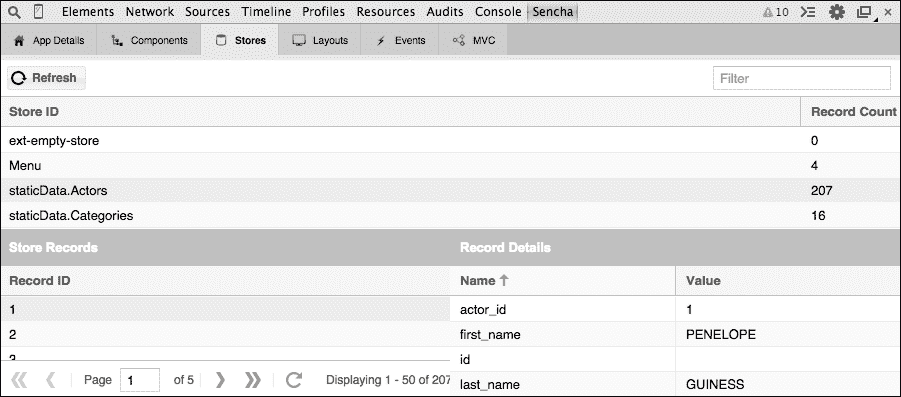 Elements Network Sources Timeline Profiles Resources Audits Console Sencha 10
App Details Components Stores Layouts Events MVC
Refresh Filter
Store ID Record Count
ext-empty-store 0
Menu 4
staticData.Actors 207
staticData.Categories 16
Store Records Record Details
Record ID Name Value
1 actor_id 1
2 first_name PENELOPE
3 id
Page 1 of 5 Displaying 1 - 50 of 207 last_name GUINESS